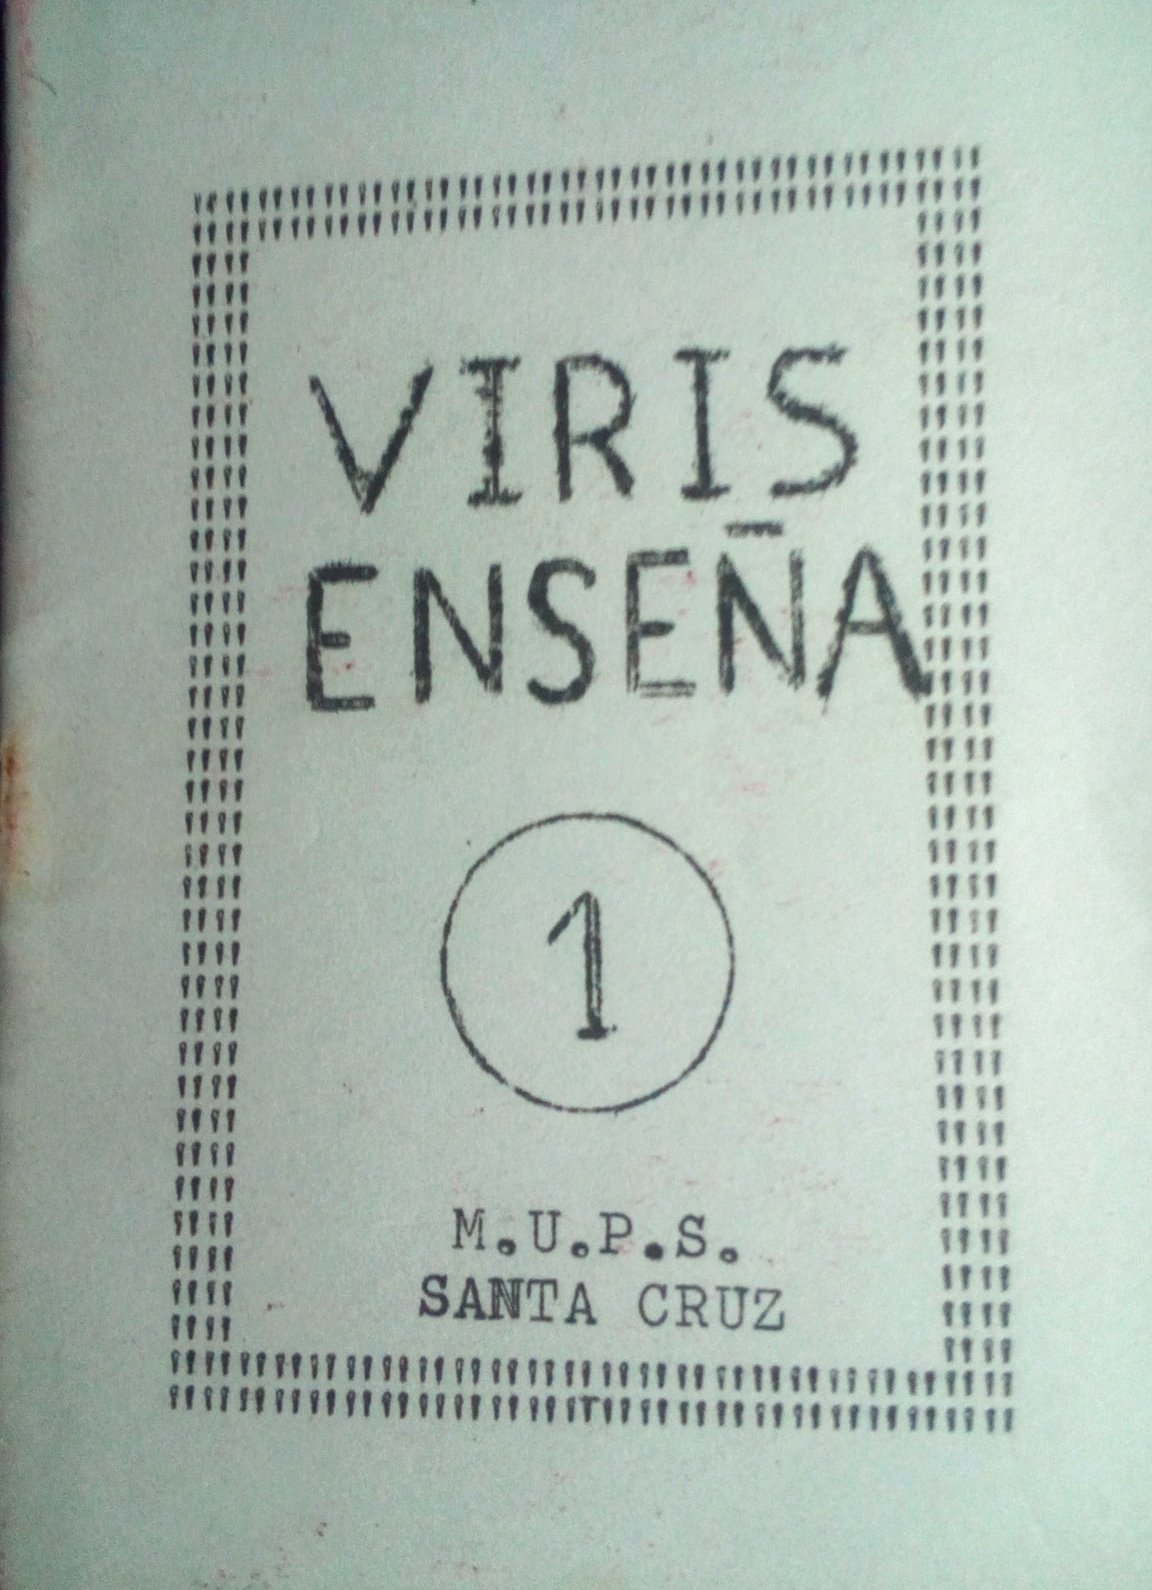 VIRIS
ENSEÑA
1
M.U.P.S.
SANTA CRUZ